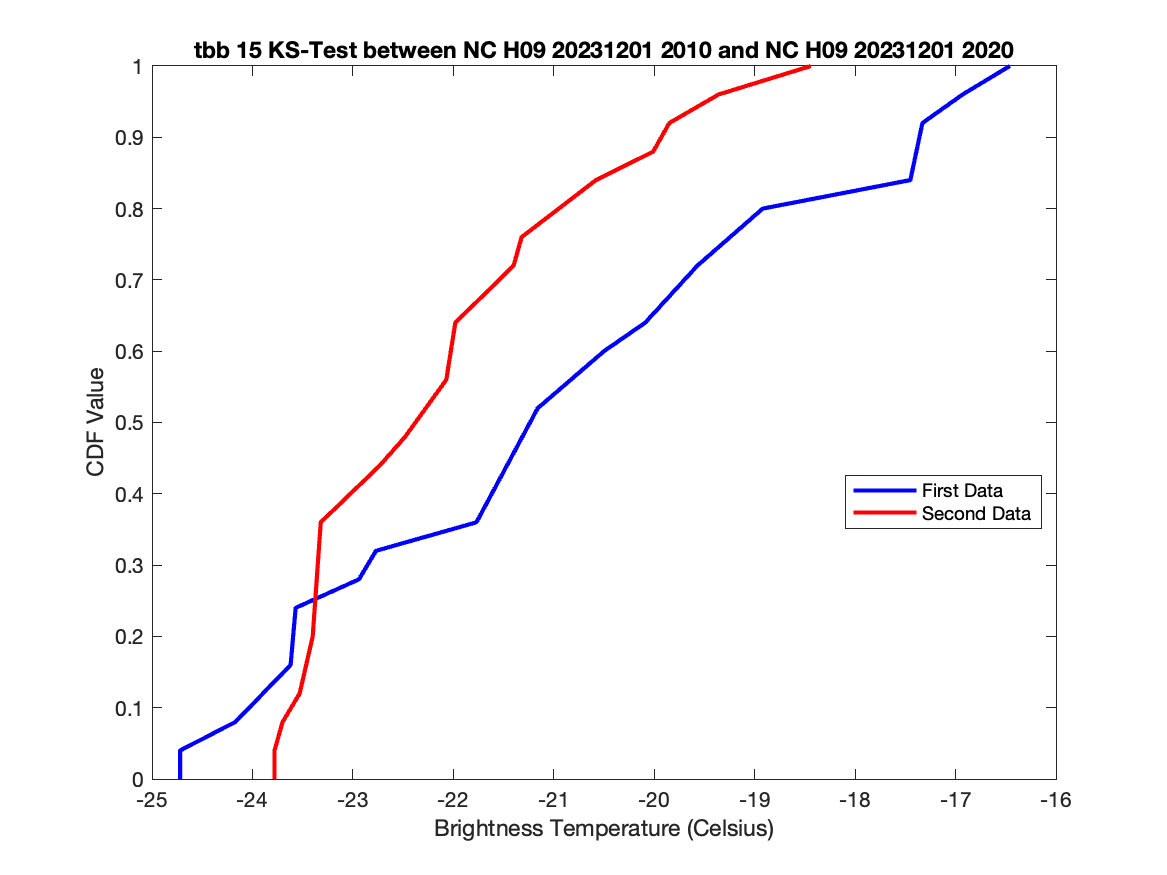 tbb 15 KS-Test between NC H09 20231201 2010 and NC H09 20231201 2020
1
0.9
0.8
0.7
0.6
0.5
0.4
0.3
0.2
0.1
0
CDF Value
First Data
Second Data
-25 -24 -23 -22 -21 -20 -19 -18 -17 -16
Brightness Temperature (Celsius)